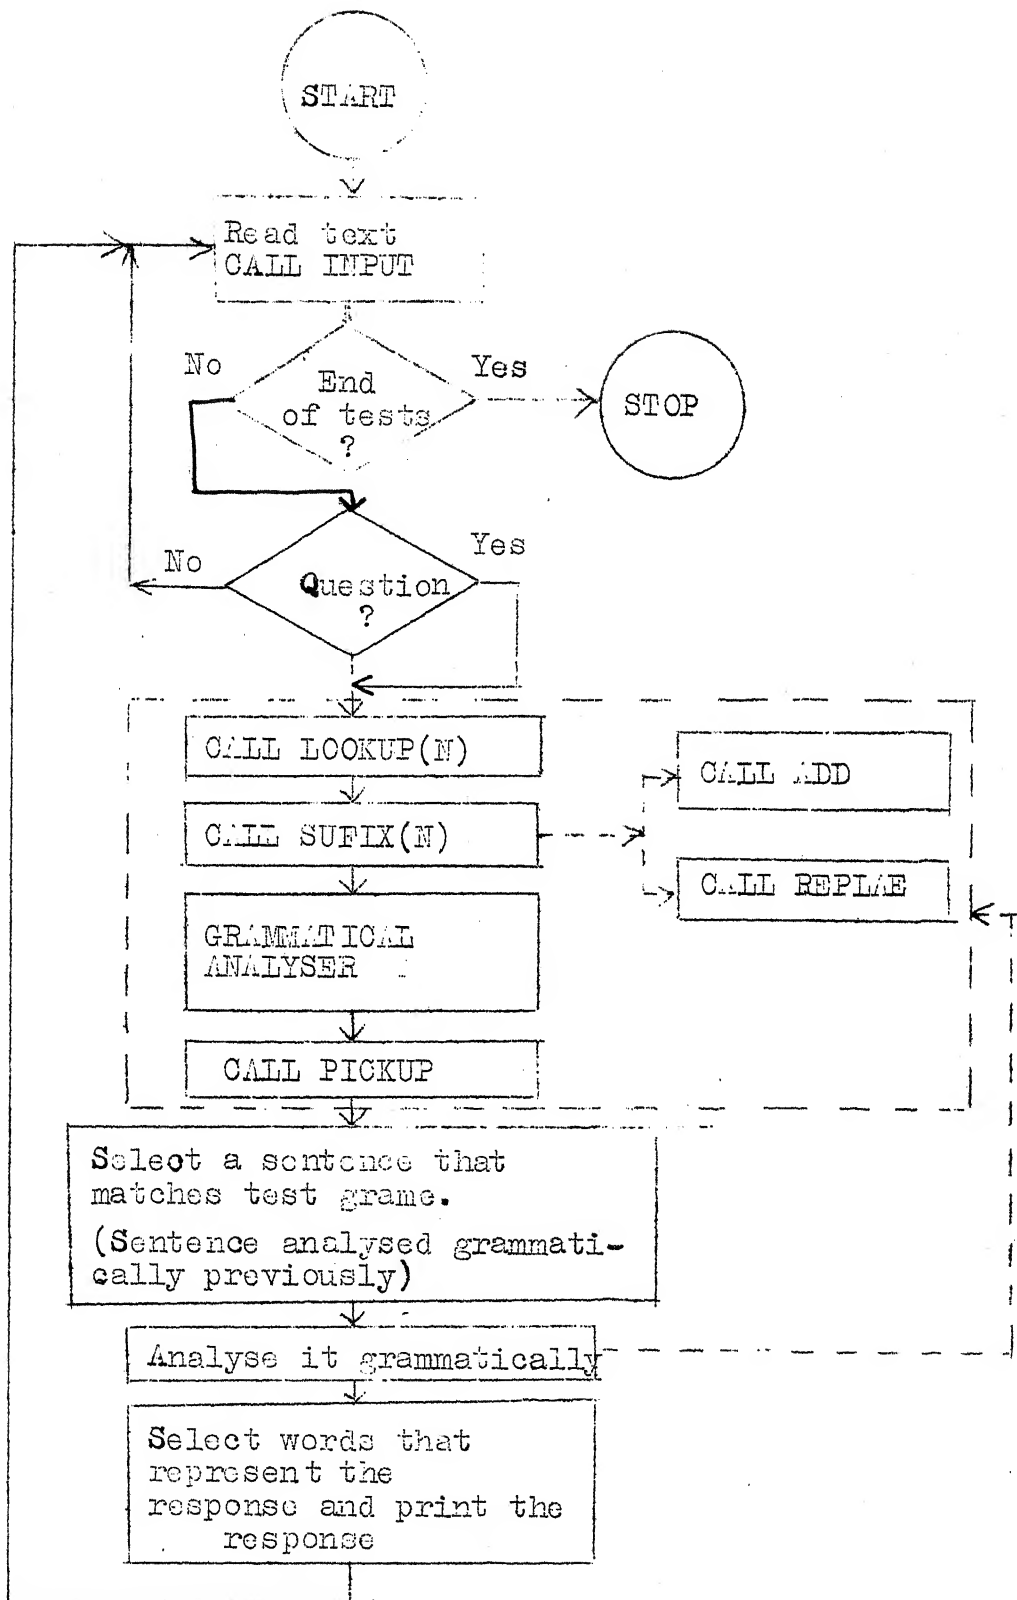 START
Read text
CALL INPUT
No
Yes
End
of tests
?
STOP
No
Yes
Question
?
CALL LOOKUP(N)
CALL ADD
CALL SUFIX(N)
CALL REPLAE
GRAMMATICAL
ANALYSER
CALL PICKUP
Select a sentence that
matches test grame.
(Sentence analysed grammati-
cally previously)
Analyse it grammatically
Select words that
represent the
response and print the
response